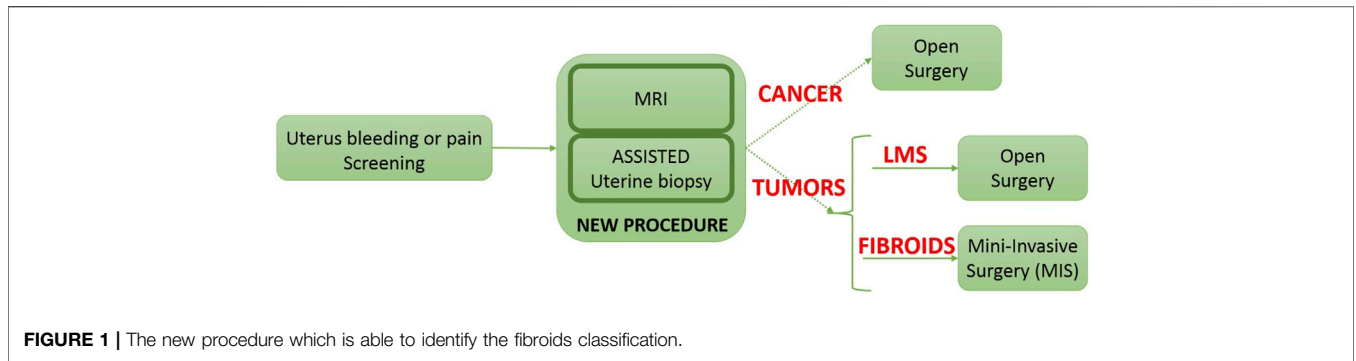 Uterus bleeding or pain
Screening
MRI
ASSISTED
Uterine biopsy
NEW PROCEDURE
CANCER
Open
Surgery
TUMORS
LMS
Open
Surgery
FIBROIDS
Mini-Invasive
Surgery (MIS)
FIGURE 1 | The new procedure which is able to identify the fibroids classification.